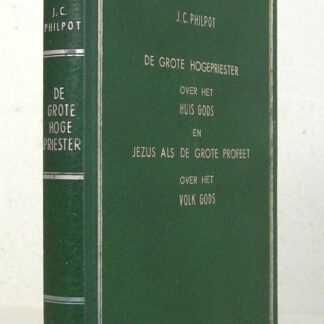 J. C.
PHILPOT
DE
GROTE
HOGE
PRIESTER
J.C. PHILPOT
DE GROTE HOGEPRIESTER
OVER HET
HUIS GODS
EN
JEZUS ALS DE GROTE PROFEET
OVER HET
VOLK GODS